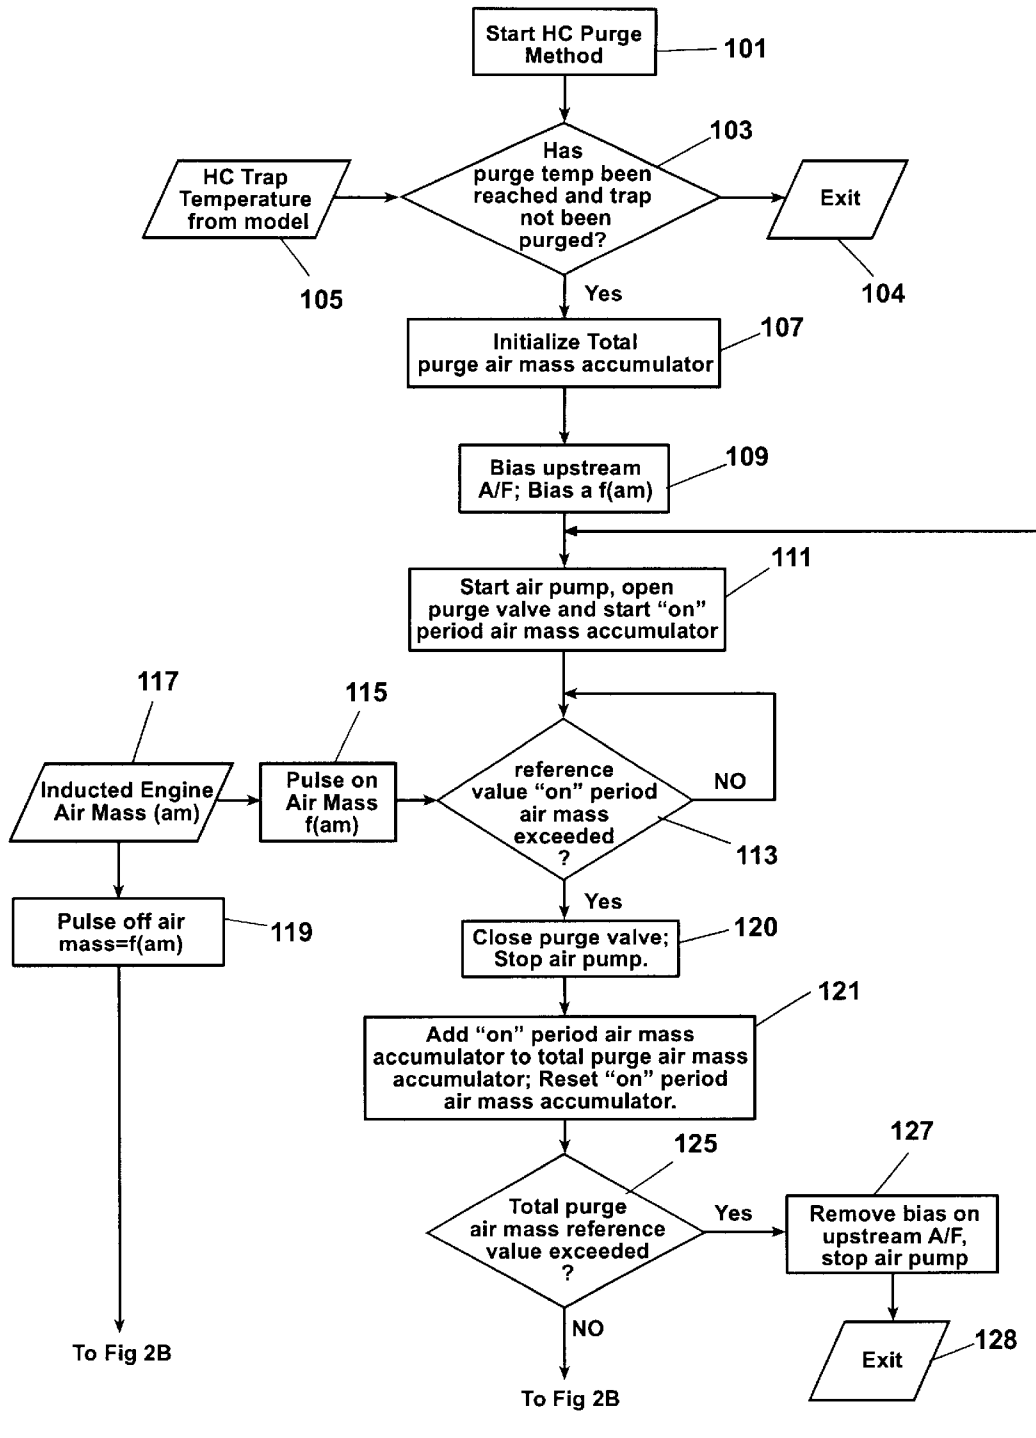 Start HC Purge
Method
101
103
Has
purge temp been
reached and trap
not been
purged?
HC Trap
Temperature
from model
105
Exit
104
Yes
107
Initialize Total
purge air mass accumulator
109
Bias upstream
A/F; Bias a f(am)
111
Start air pump, open
purge valve and start “on”
period air mass accumulator
117
115
Inducted Engine
Air Mass (am)
Pulse on
Air Mass
f(am)
reference
value “on” period
air mass
exceeded
?
NO
113
Yes
Pulse off air
mass=f(am)
119
120
Close purge valve;
Stop air pump.
121
Add “on” period air mass
accumulator to total purge air mass
accumulator; Reset “on” period
air mass accumulator.
125
127
Total purge
air mass reference
value exceeded
?
Yes
Remove bias on
upstream A/F,
stop air pump
NO
128
Exit
To Fig 2B
To Fig 2B